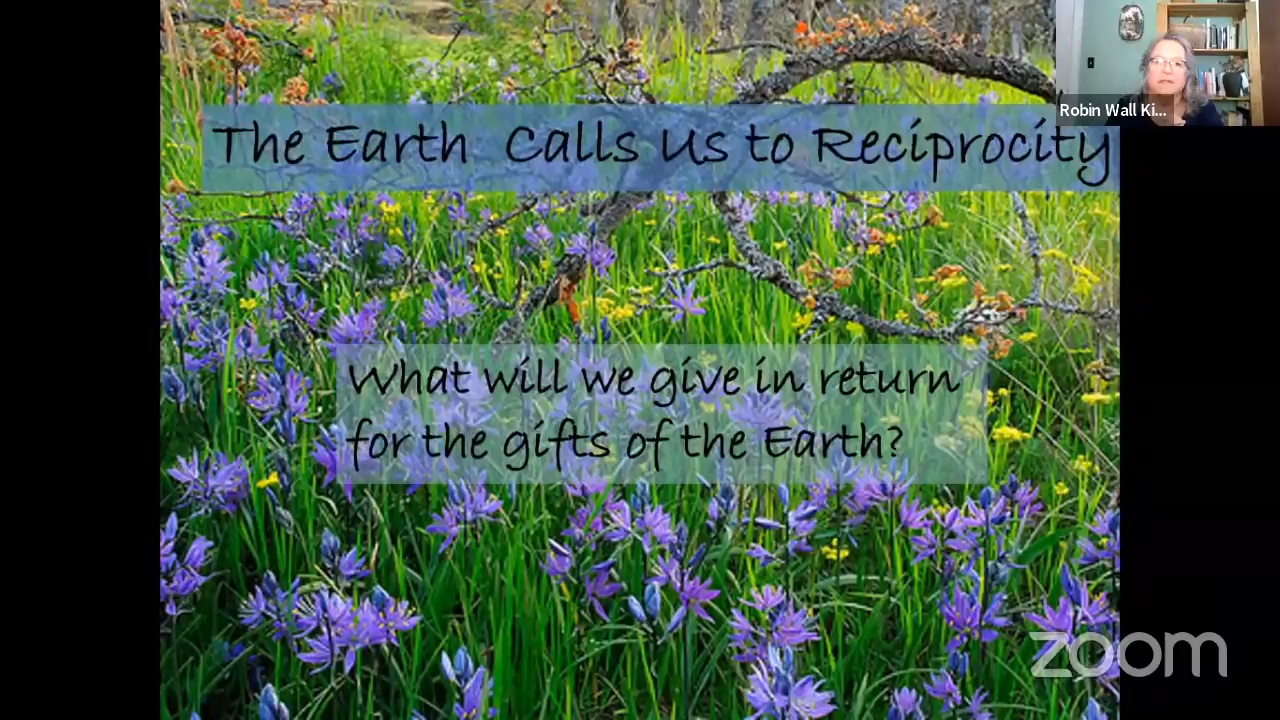 The Earth Calls Us to Reciprocity
Robin Wall Ki...
What will we give in return
for the gifts of the Earth?
zoom